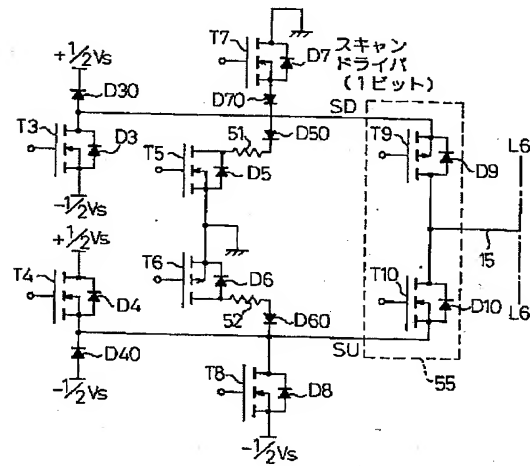 T7
D7
スキャン
ドライバ
(1ビット)
+1/2Vs
D30
D70
SD
T3
D3
51
D50
T9
L6
T5
D5
D9
-1/2Vs
+1/2Vs
T6
D6
15
T4
D4
T10
D10
L6
52
D60
D40
SU
55
T8
D8
-1/2Vs
-1/2Vs